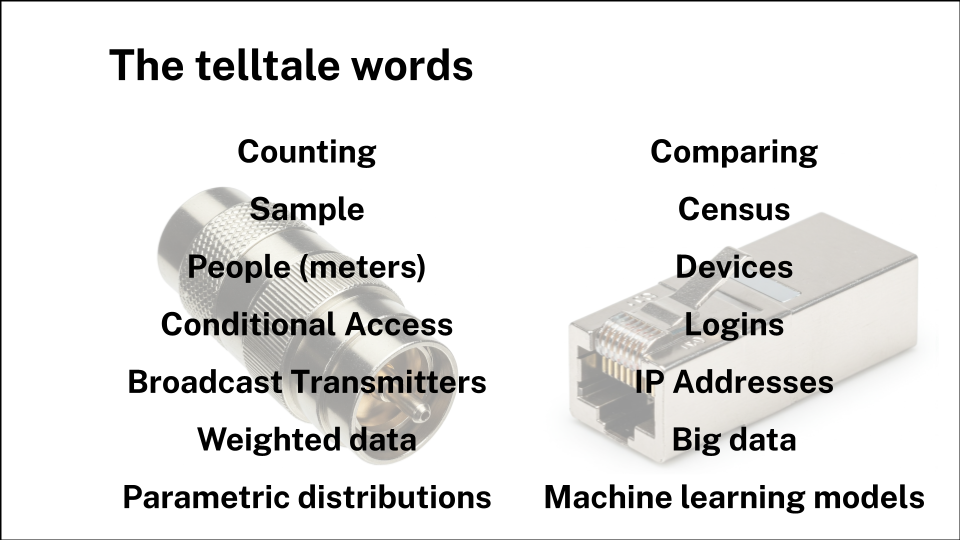 The telltale words
Counting
Sample
People (meters)
Conditional Access
Broadcast Transmitters
Weighted data
Parametric distributions
Comparing
Census
Devices
Logins
IP Addresses
Big data
Machine learning models